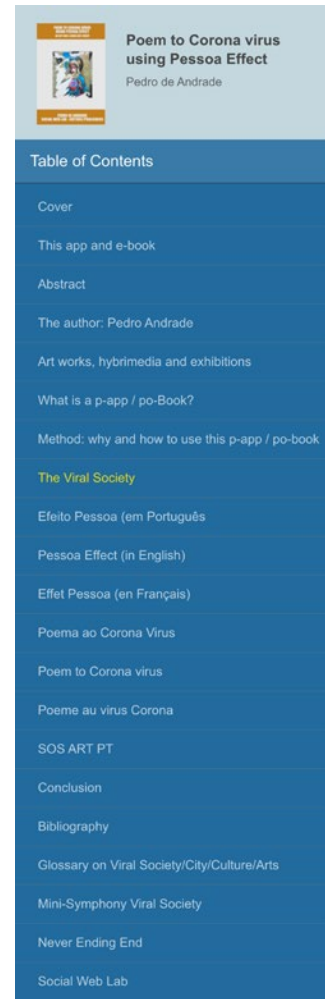 Poem to Corona virus
using Pessoa Effect
Pedro de Andrade
Table of Contents
Cover
This app and e-book
Abstract
The author: Pedro Andrade
Art works, hybrimedia and exhibitions
What is a p-app / po-Book?
Method: why and how to use this p-app / po-book
The Viral Society
Efeito Pessoa (em Português
Pessoa Effect (in English)
Effet Pessoa (en Français)
Poema ao Corona Virus
Poem to Corona virus
Poeme au virus Corona
SOS ART PT
Conclusion
Bibliography
Glossary on Viral Society/City/Culture/Arts
Mini-Symphony Viral Society
Never Ending End
Social Web Lab